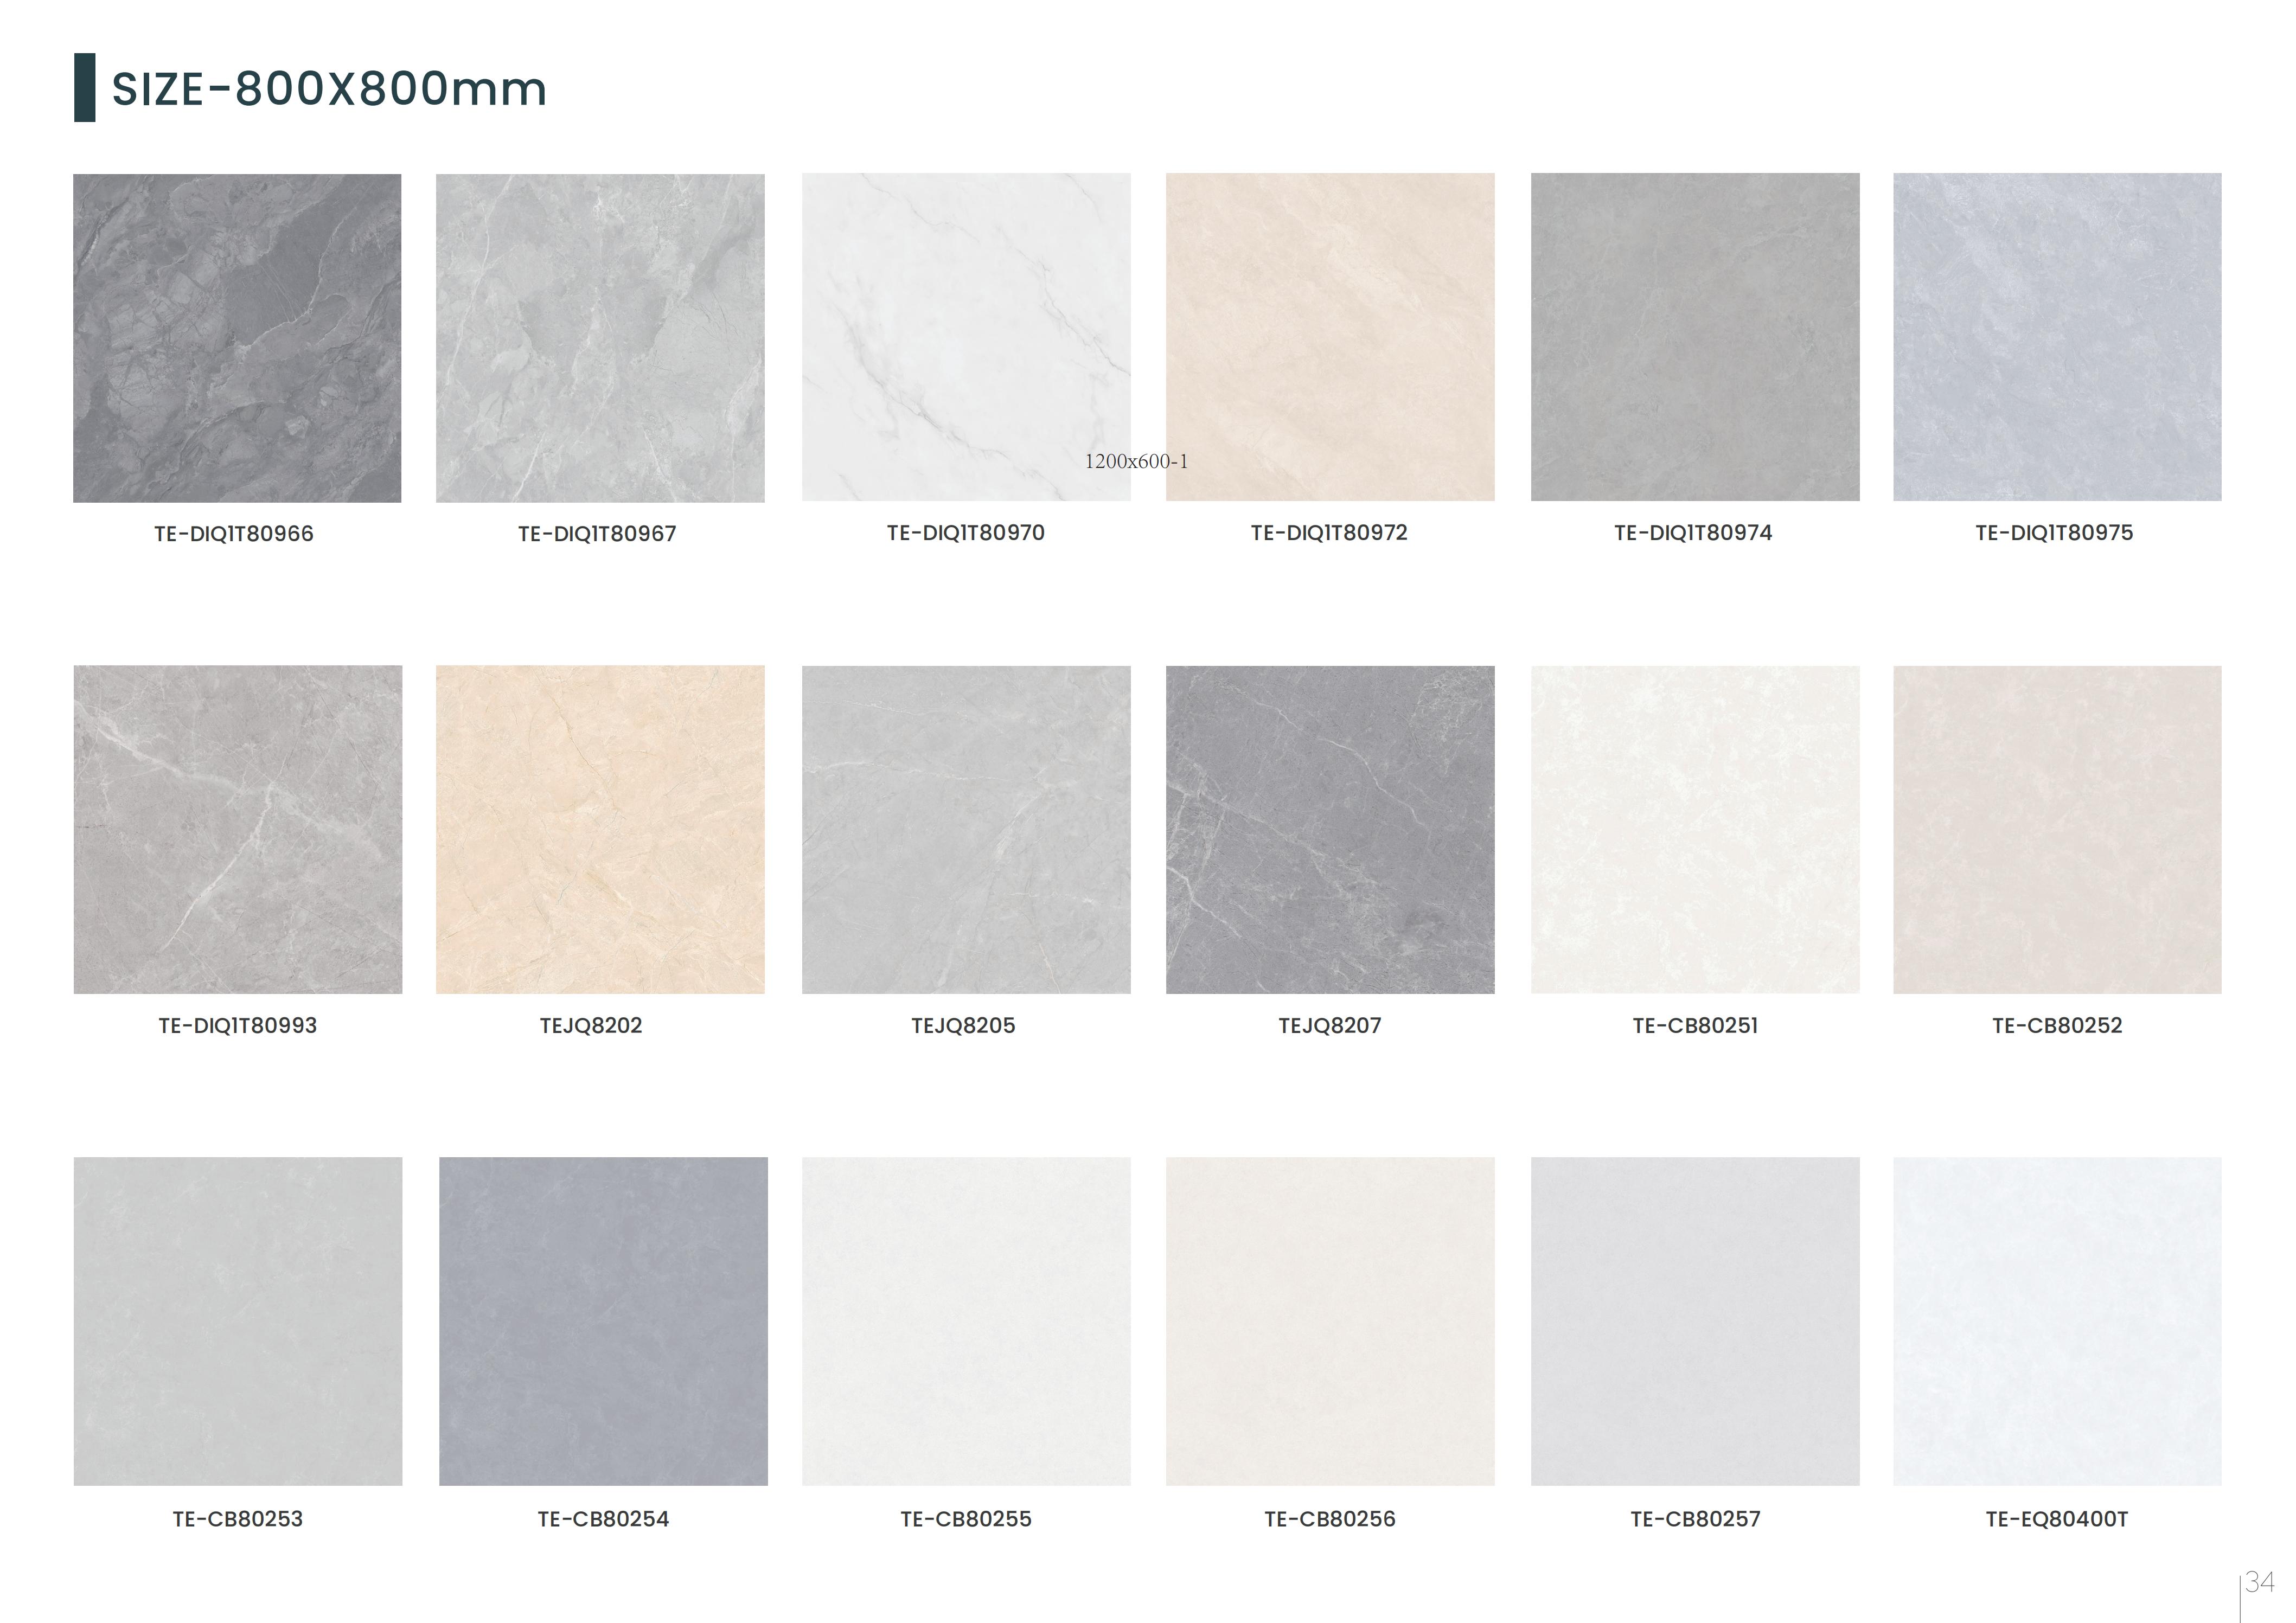 SIZE-800X800mm
1200x600-1
TE-DIQ1T80966
TE-DIQ1T80967
TE-DIQ1T80970
TE-DIQ1T80972
TE-DIQ1T80974
TE-DIQ1T80975
TE-DIQ1T80993
TEJQ8202
TEJQ8205
TEJQ8207
TE-CB80251
TE-CB80252
TE-CB80253
TE-CB80254
TE-CB80255
TE-CB80256
TE-CB80257
TE-EQ80400T
34